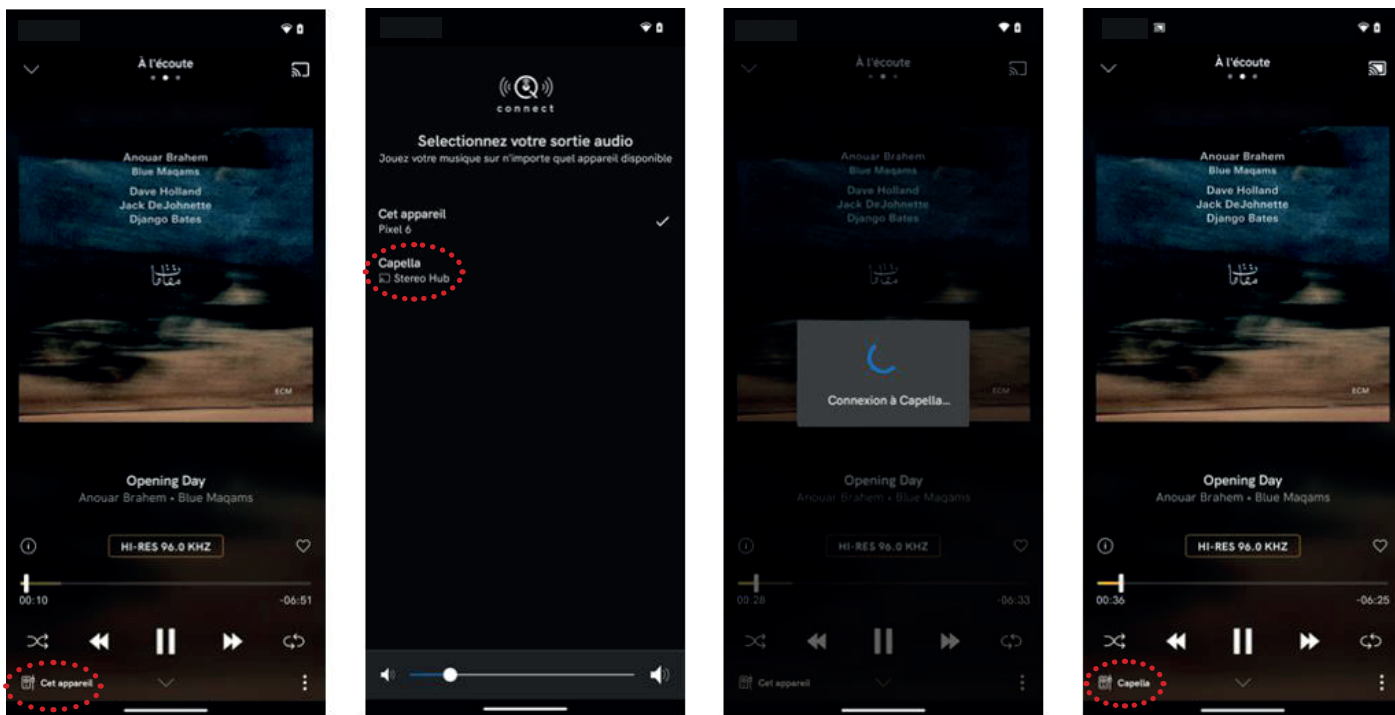 À l'écoute
Anouar Brahem
Blue Maqams
Dave Holland
Jack DeJohnette
Django Bates
ECM
Opening Day
Anouar Brahem • Blue Maqams
HI-RES 96.0 KHZ
00:10
-06:51
Cet appareil
Q
connect
Selectionnez votre sortie audio
Jouez votre musique sur n'importe quel appareil disponible
Cet appareil
Pixel 6
Capella
Stereo Hub
À l'écoute
Anouar Brahem
Blue Maqams
Dave Holland
Jack DeJohnette
Django Bates
Connexion à Capella...
ECM
Opening Day
Anouar Brahem • Blue Maqams
HI-RES 96.0 KHZ
00:28
-06:33
Cet appareil
À l'écoute
Anouar Brahem
Blue Maqams
Dave Holland
Jack DeJohnette
Django Bates
ECM
Opening Day
Anouar Brahem • Blue Maqams
HI-RES 96.0 KHZ
00:36
-06:25
Capella